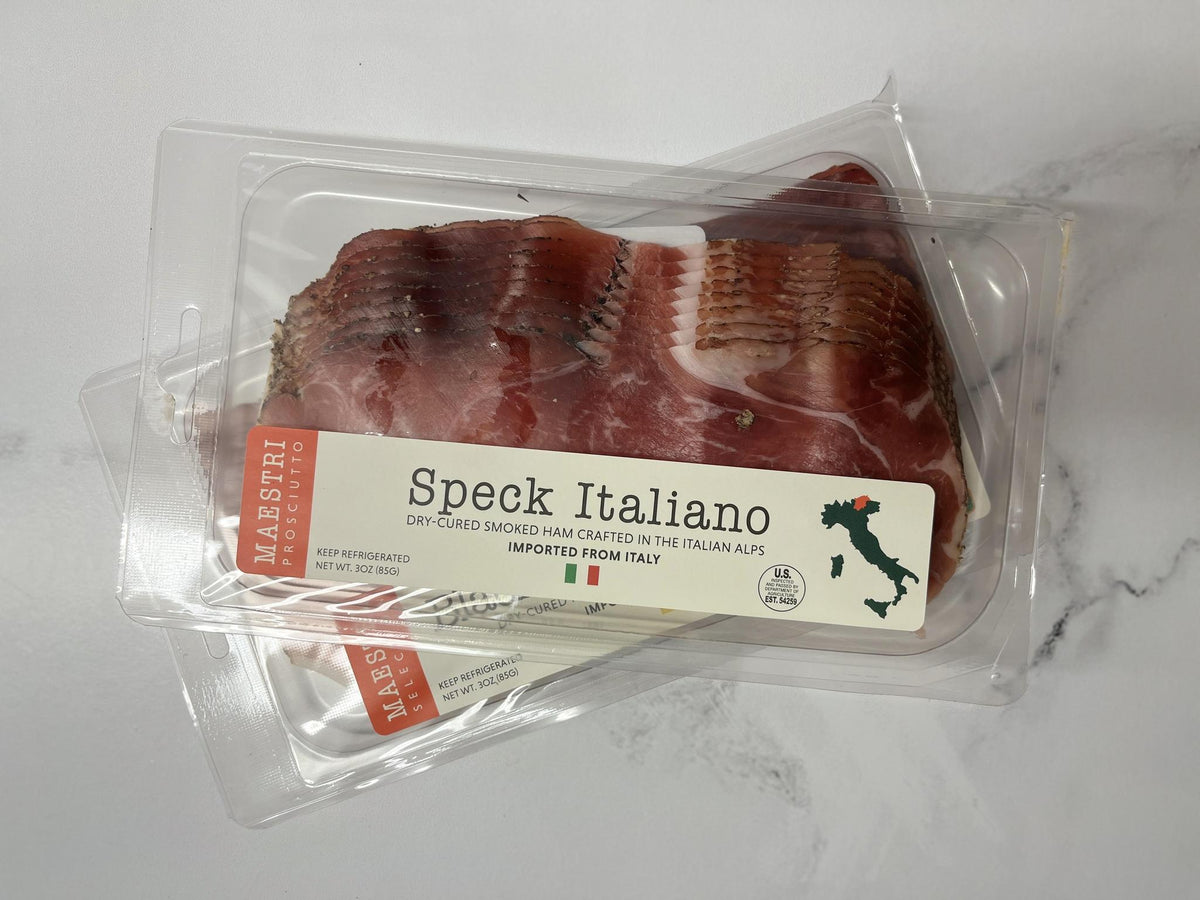 MAESTRI
PROSCIUTTO
Speck Italiano
DRY-CURED SMOKED HAM CRAFTED IN THE ITALIAN ALPS
IMPORTED FROM ITALY
KEEP REFRIGERATED
NET WT. 3OZ (85G)
U.S.
INSPECTED
AND PASSED BY
DEPARTMENT OF
AGRICULTURE
EST. 54259
KEEP REFRIGERATED
NET WT. 3OZ (85G)